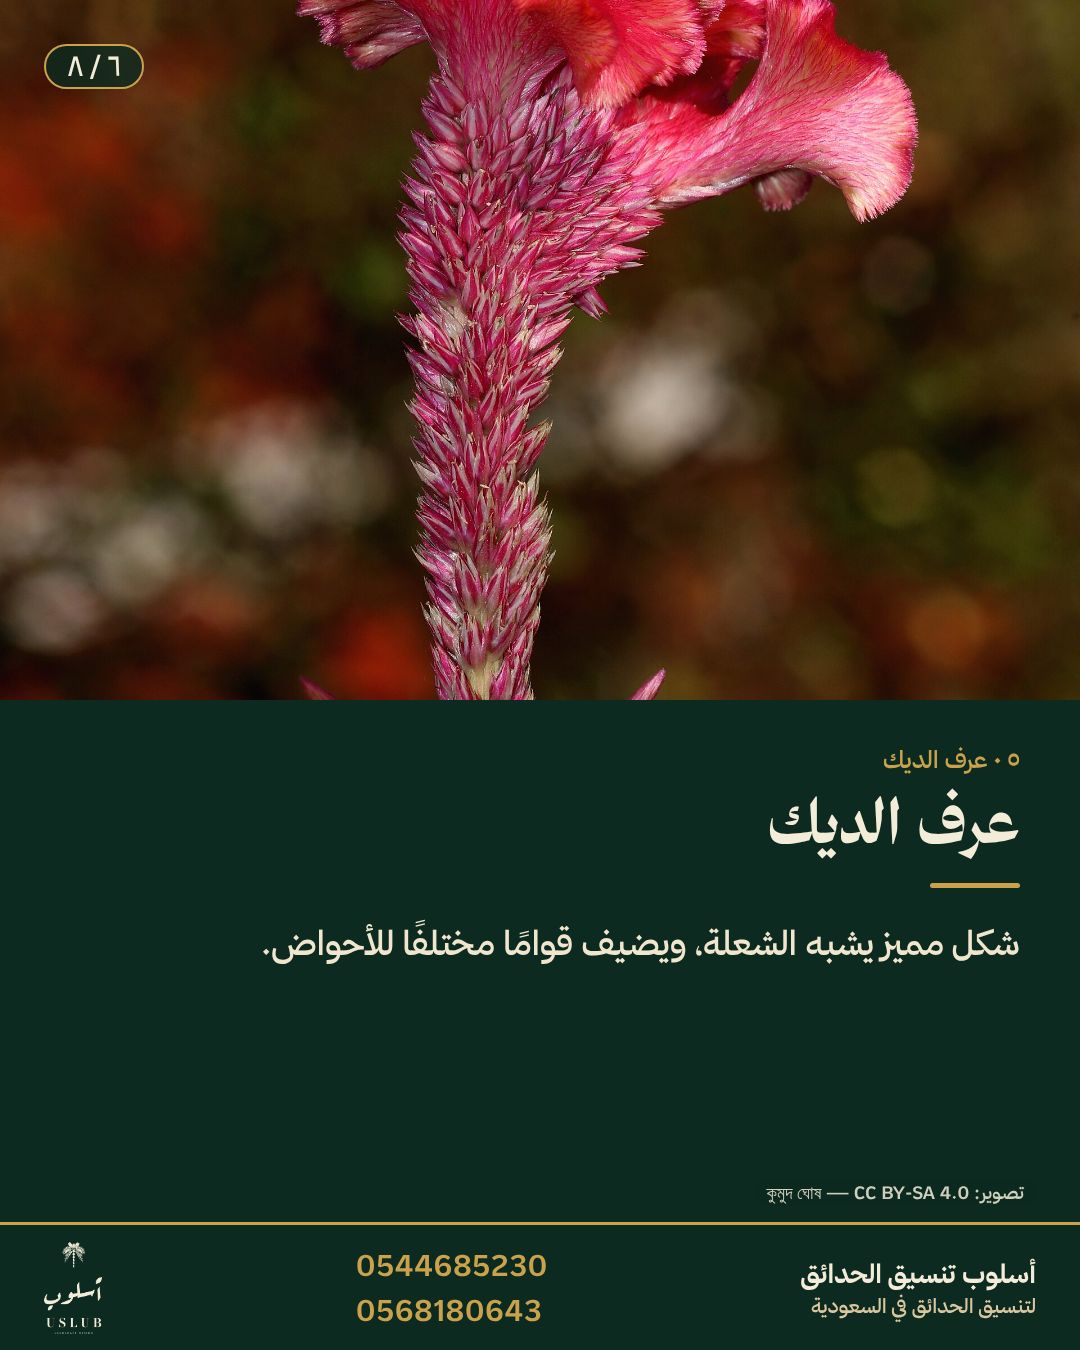 ٨ / ٦
٥ · عرف الديك
عرف الديك
شكل مميز يشبه الشعلة، ويضيف قوامًا مختلفًا للأحواض.
تصوير: CC BY-SA 4.0 — কুমুদ ঘোষ
أسلوب تنسيق الحدائق
لتنسيق الحدائق في السعودية
0544685230
0568180643
أسلوب
USLUB